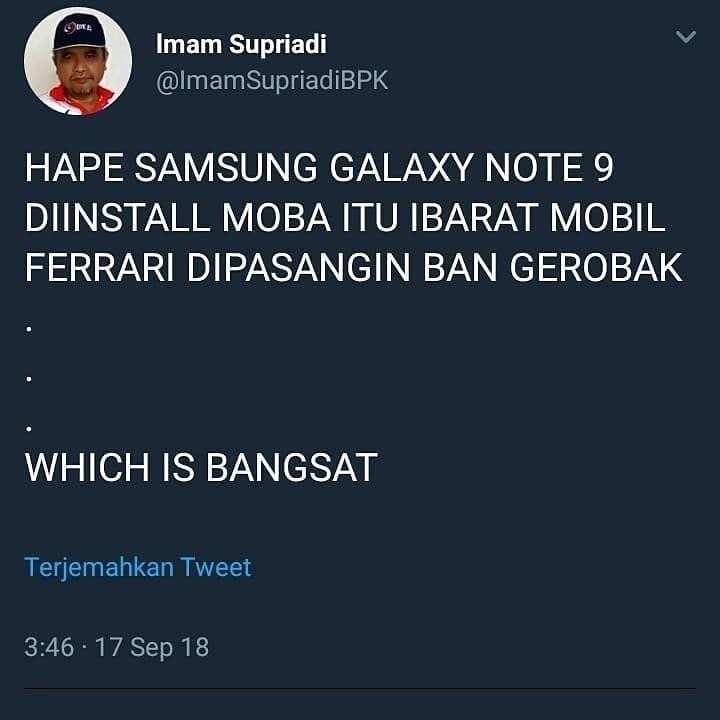 Imam Supriadi
@ImamSupriadiBPK
HAPE SAMSUNG GALAXY NOTE 9
DIINSTALL MOBA ITU IBARAT MOBIL
FERRARI DIPASANGIN BAN GEROBAK
.
.
.
WHICH IS BANGSAT
Terjemahkan Tweet
3:46 · 17 Sep 18